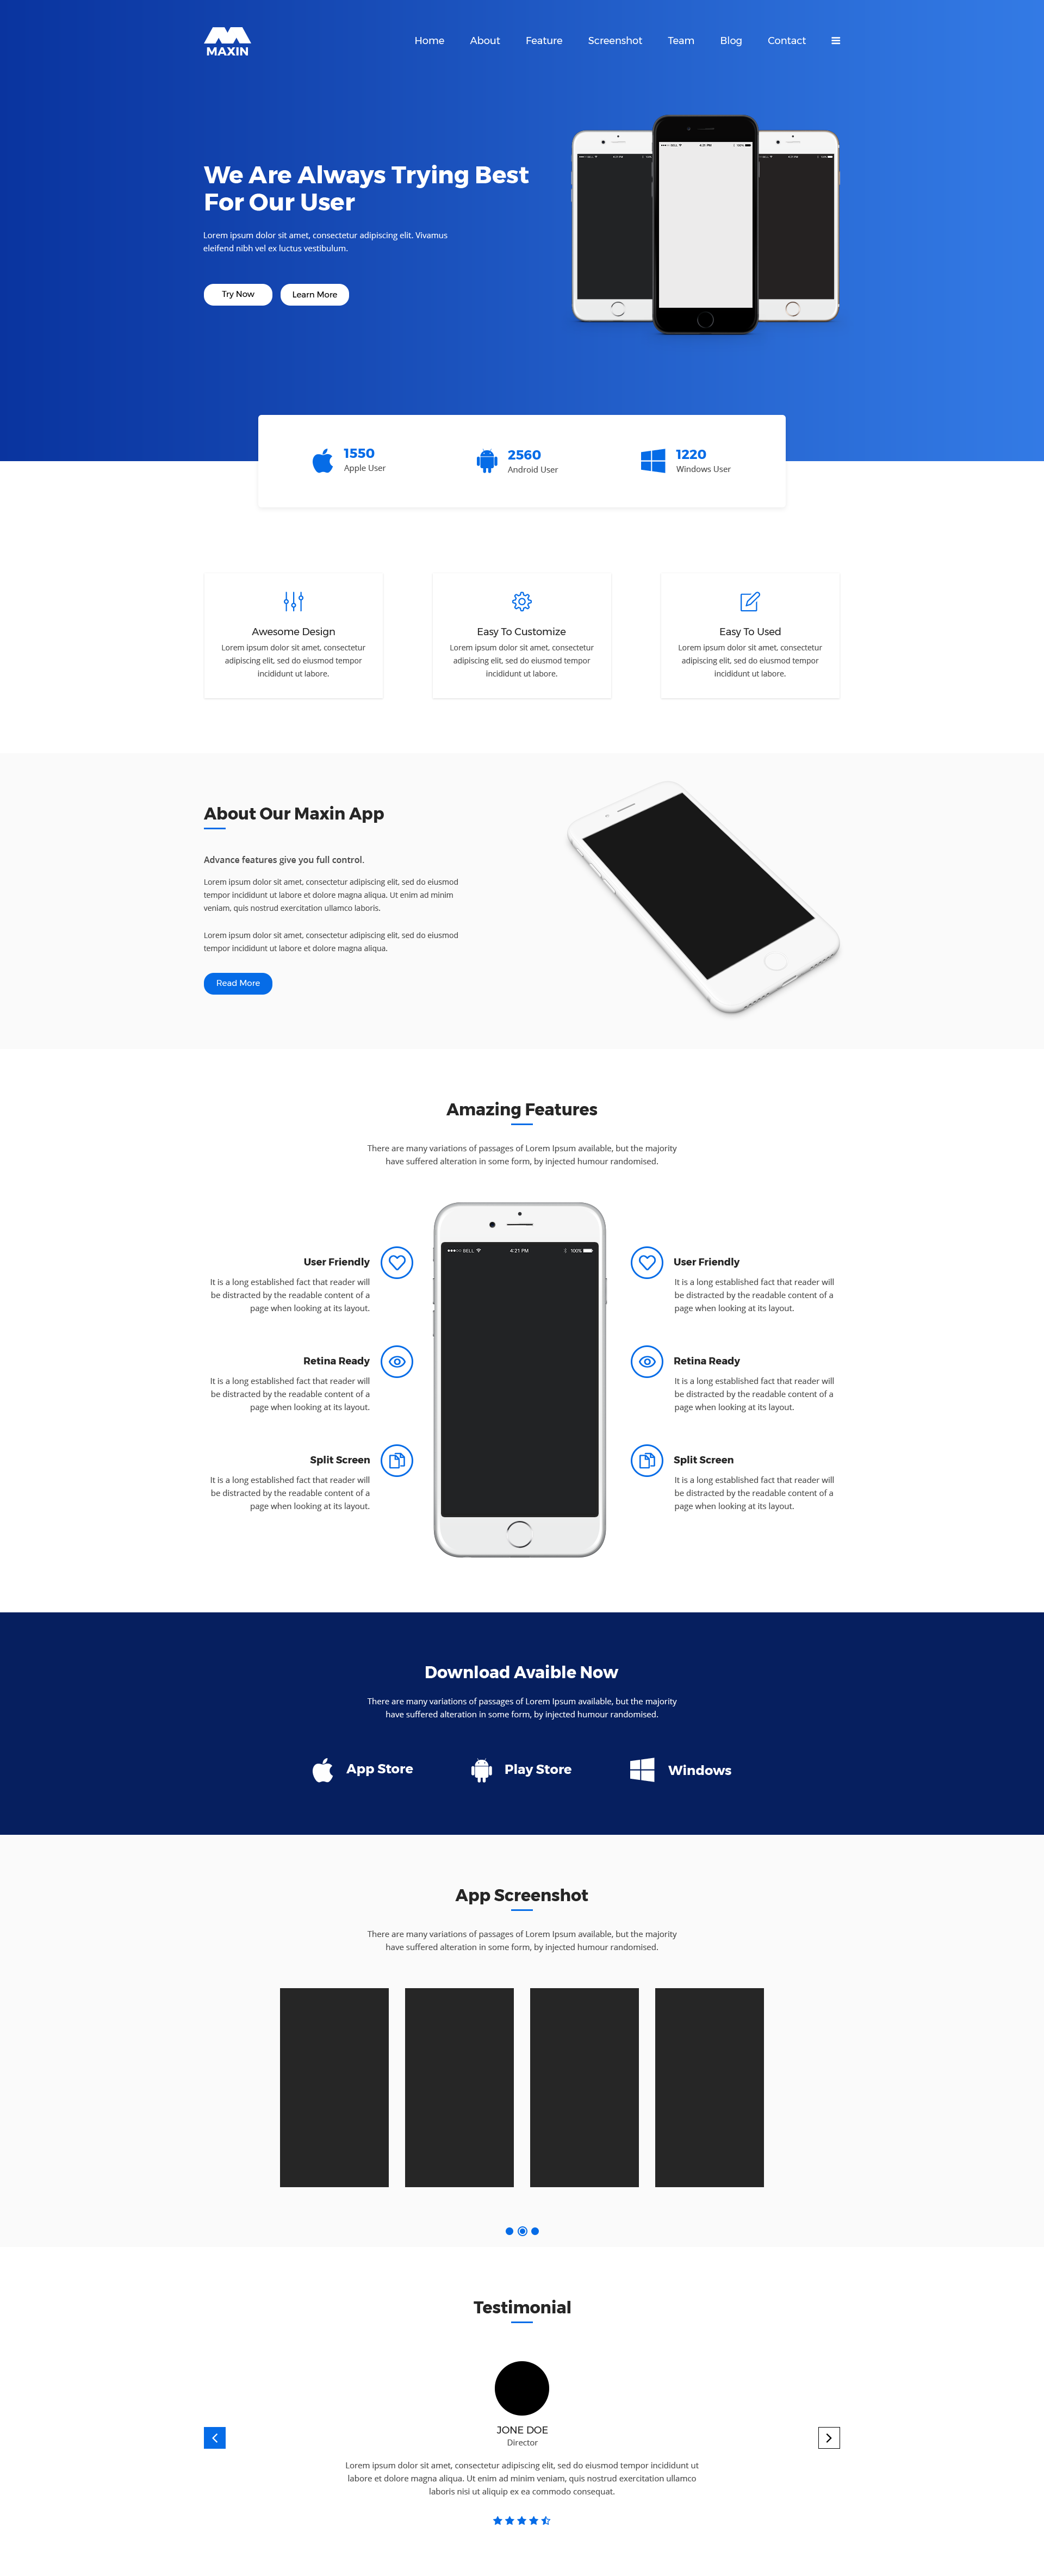 MAXIN
Home About Feature Screenshot Team Blog Contact
We Are Always Trying Best
For Our User
Lorem ipsum dolor sit amet, consectetur adipiscing elit. Vivamus
eleifend nibh vel ex luctus vestibulum.
Try Now Learn More
4:21 PM
1550
Apple User
2560
Android User
1220
Windows User
Awesome Design
Lorem ipsum dolor sit amet, consectetur
adipiscing elit, sed do eiusmod tempor
incididunt ut labore.
Easy To Customize
Lorem ipsum dolor sit amet, consectetur
adipiscing elit, sed do eiusmod tempor
incididunt ut labore.
Easy To Used
Lorem ipsum dolor sit amet, consectetur
adipiscing elit, sed do eiusmod tempor
incididunt ut labore.
About Our Maxin App
Advance features give you full control.
Lorem ipsum dolor sit amet, consectetur adipiscing elit, sed do eiusmod
tempor incididunt ut labore et dolore magna aliqua. Ut enim ad minim
veniam, quis nostrud exercitation ullamco laboris.
Lorem ipsum dolor sit amet, consectetur adipiscing elit, sed do eiusmod
tempor incididunt ut labore et dolore magna aliqua.
Read More
Amazing Features
There are many variations of passages of Lorem Ipsum available, but the majority
have suffered alteration in some form, by injected humour randomised.
User Friendly
It is a long established fact that reader will
be distracted by the readable content of a
page when looking at its layout.
Retina Ready
It is a long established fact that reader will
be distracted by the readable content of a
page when looking at its layout.
Split Screen
It is a long established fact that reader will
be distracted by the readable content of a
page when looking at its layout.
BELL 4:21 PM 100%
User Friendly
It is a long established fact that reader will
be distracted by the readable content of a
page when looking at its layout.
Retina Ready
It is a long established fact that reader will
be distracted by the readable content of a
page when looking at its layout.
Split Screen
It is a long established fact that reader will
be distracted by the readable content of a
page when looking at its layout.
Download Avaible Now
There are many variations of passages of Lorem Ipsum available, but the majority
have suffered alteration in some form, by injected humour randomised.
App Store Play Store Windows
App Screenshot
There are many variations of passages of Lorem Ipsum available, but the majority
have suffered alteration in some form, by injected humour randomised.
Testimonial
JONE DOE
Director
Lorem ipsum dolor sit amet, consectetur adipiscing elit, sed do eiusmod tempor incididunt ut
labore et dolore magna aliqua. Ut enim ad minim veniam, quis nostrud exercitation ullamco
laboris nisi ut aliquip ex ea commodo consequat.